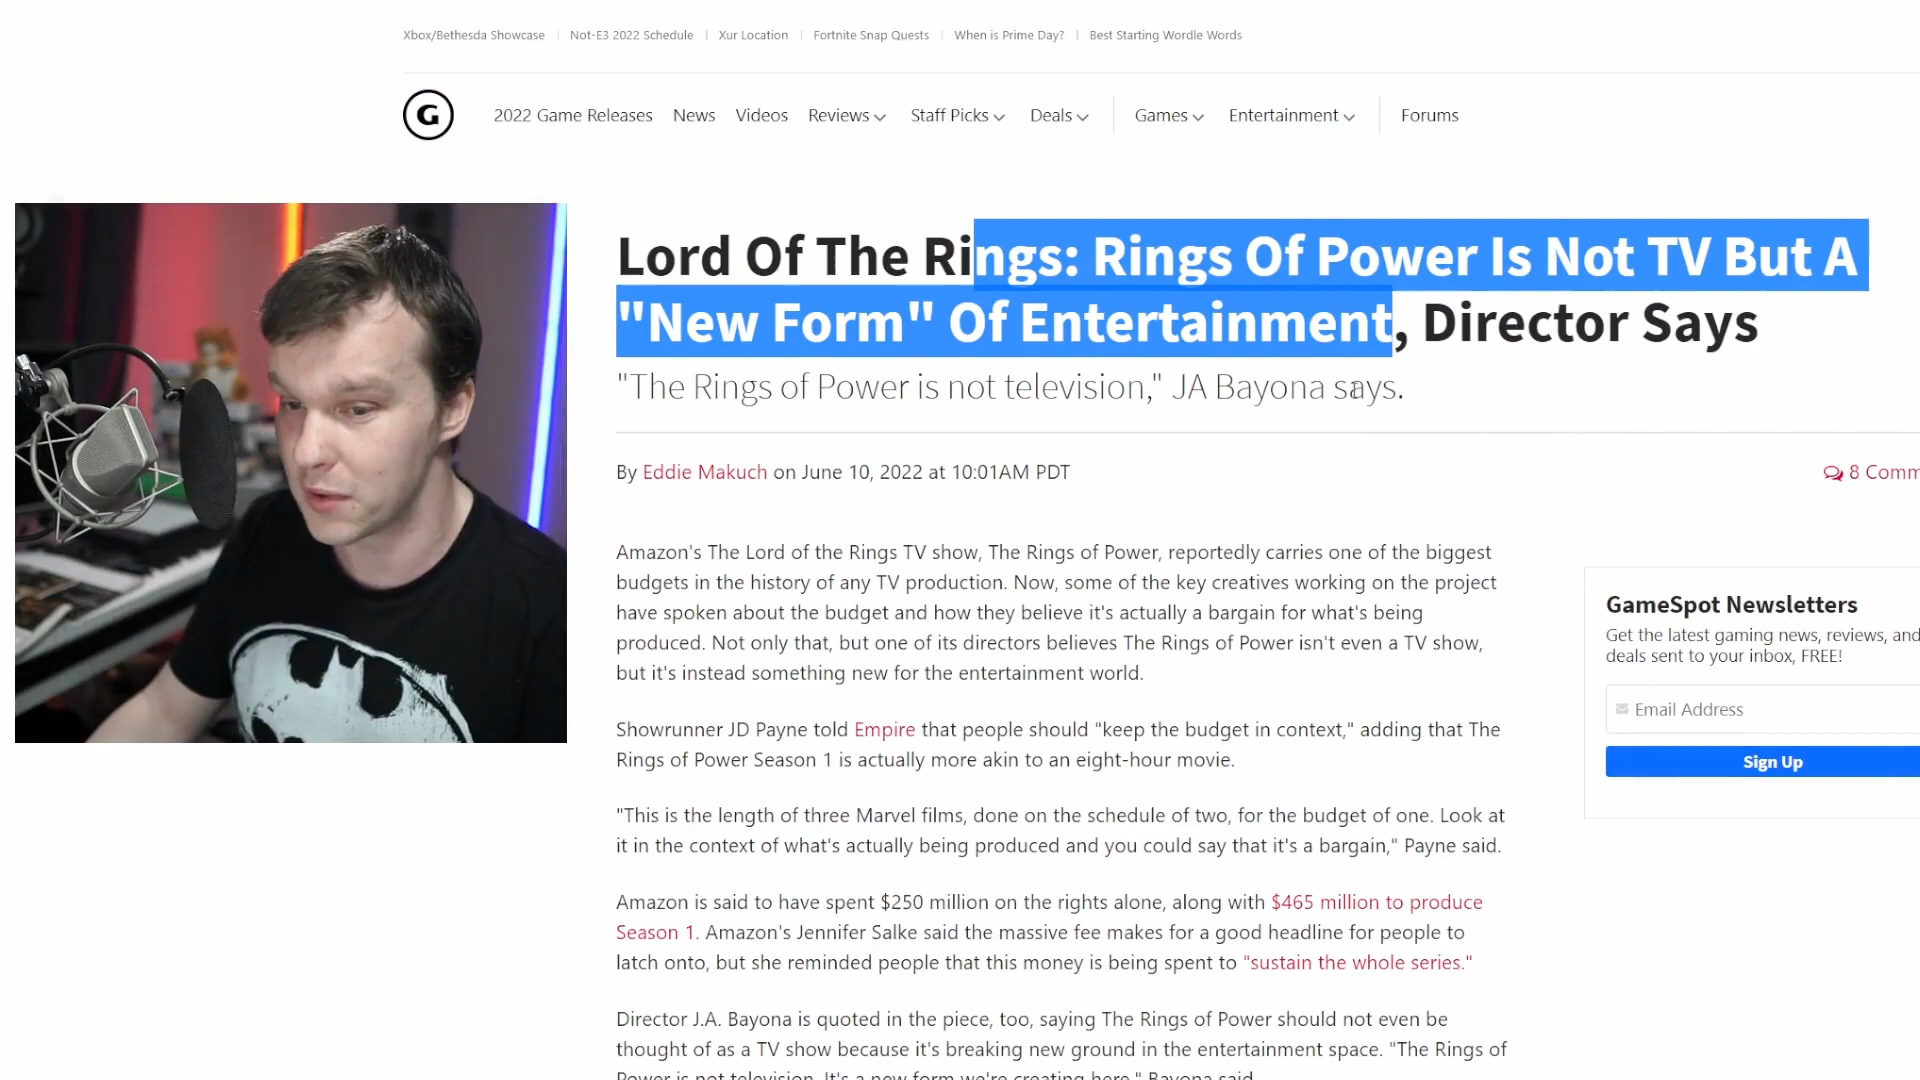 Xbox/Bethesda Showcase | Not-E3 2022 Schedule | Xur Location | Fortnite Snap Quests | When is Prime Day? | Best Starting Wordle Words
G 2022 Game Releases News Videos Reviews Staff Picks Deals Games Entertainment Forums
Lord Of The Rings: Rings Of Power Is Not TV But A
"New Form" Of Entertainment, Director Says
"The Rings of Power is not television," JA Bayona says.
By Eddie Makuch on June 10, 2022 at 10:01AM PDT
8 Comm
Amazon's The Lord of the Rings TV show, The Rings of Power, reportedly carries one of the biggest
budgets in the history of any TV production. Now, some of the key creatives working on the project
have spoken about the budget and how they believe it's actually a bargain for what's being
produced. Not only that, but one of its directors believes The Rings of Power isn't even a TV show,
but it's instead something new for the entertainment world.
Showrunner JD Payne told Empire that people should "keep the budget in context," adding that The
Rings of Power Season 1 is actually more akin to an eight-hour movie.
"This is the length of three Marvel films, done on the schedule of two, for the budget of one. Look at
it in the context of what's actually being produced and you could say that it's a bargain," Payne said.
Amazon is said to have spent $250 million on the rights alone, along with $465 million to produce
Season 1. Amazon's Jennifer Salke said the massive fee makes for a good headline for people to
latch onto, but she reminded people that this money is being spent to "sustain the whole series."
Director J.A. Bayona is quoted in the piece, too, saying The Rings of Power should not even be
thought of as a TV show because it's breaking new ground in the entertainment space. "The Rings of
Power is not television. It's a new form we're creating here," Bayona said.
GameSpot Newsletters
Get the latest gaming news, reviews, and
deals sent to your inbox, FREE!
Email Address
Sign Up